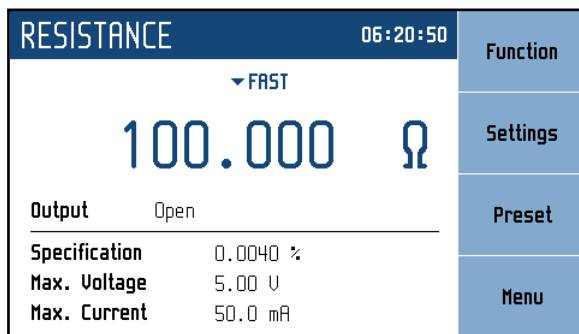 RESISTANCE 06:20:50
FAST
100.000 Ω
Output Open
Specification 0.0040 %
Max. Voltage 5.00 V
Max. Current 50.0 mA
Function
Settings
Preset
Menu